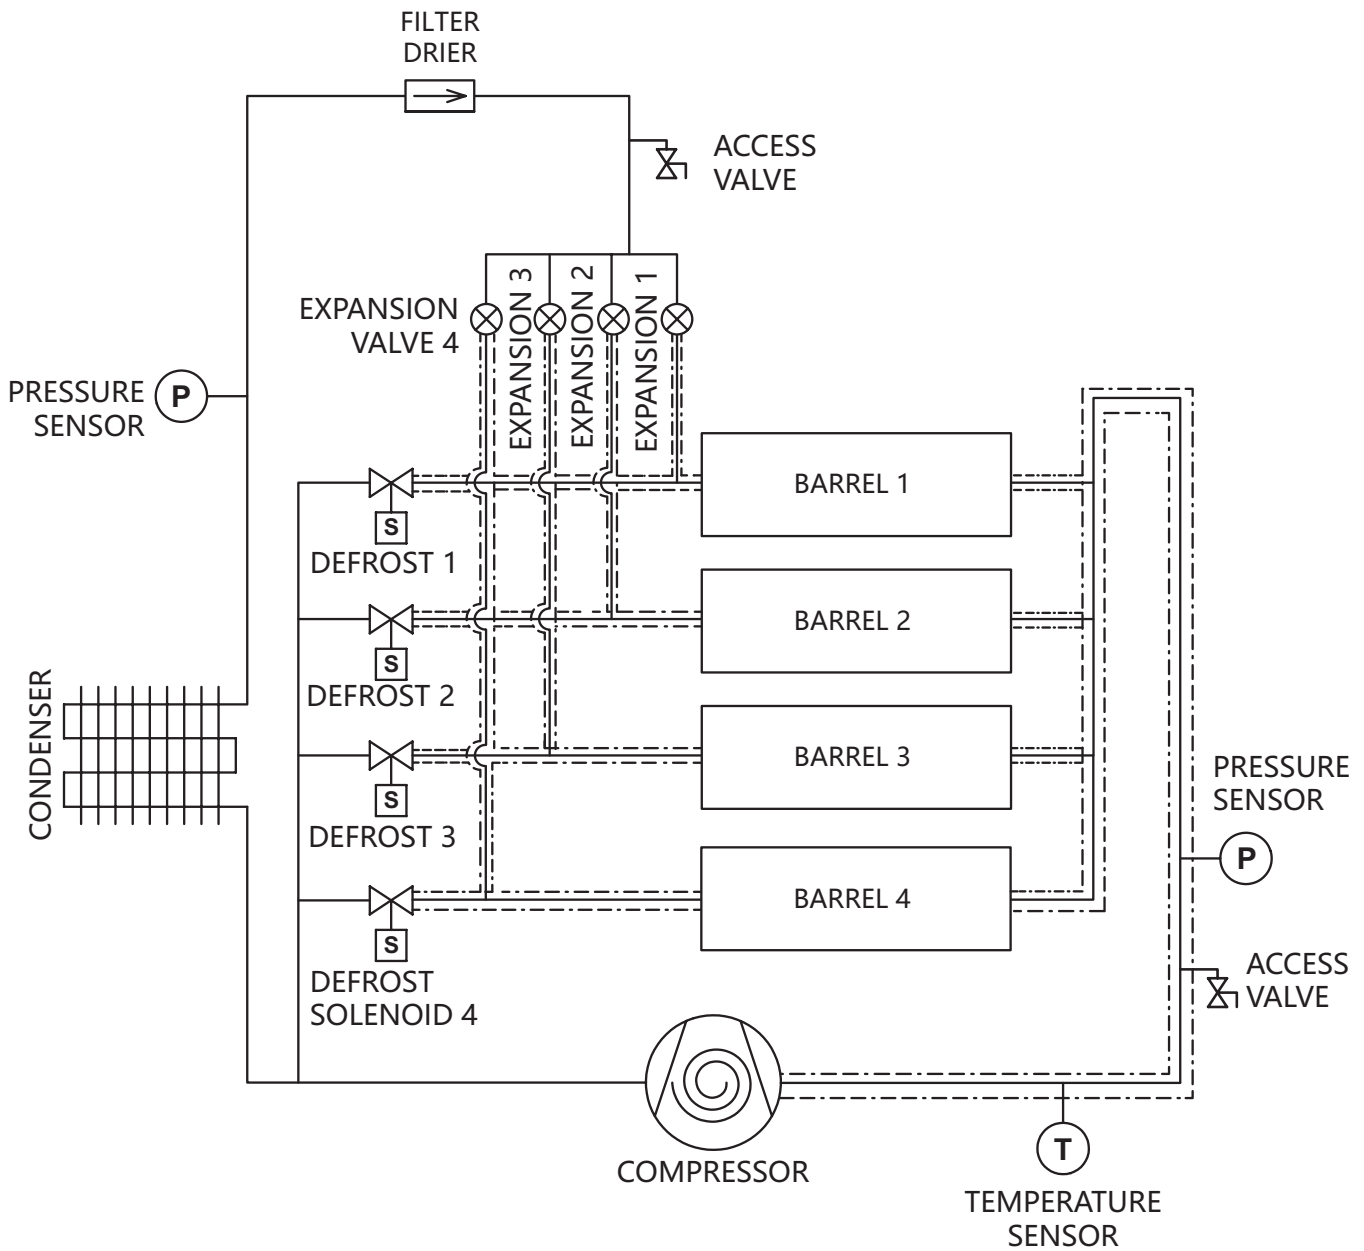 FILTER
DRIER
ACCESS
VALVE
EXPANSION
VALVE 4
EXPANSION 3
EXPANSION 2
EXPANSION 1
PRESSURE
SENSOR
P
BARREL 1
S
DEFROST 1
BARREL 2
S
DEFROST 2
CONDENSER
BARREL 3
S
DEFROST 3
PRESSURE
SENSOR
P
BARREL 4
S
DEFROST
SOLENOID 4
ACCESS
VALVE
COMPRESSOR
T
TEMPERATURE
SENSOR